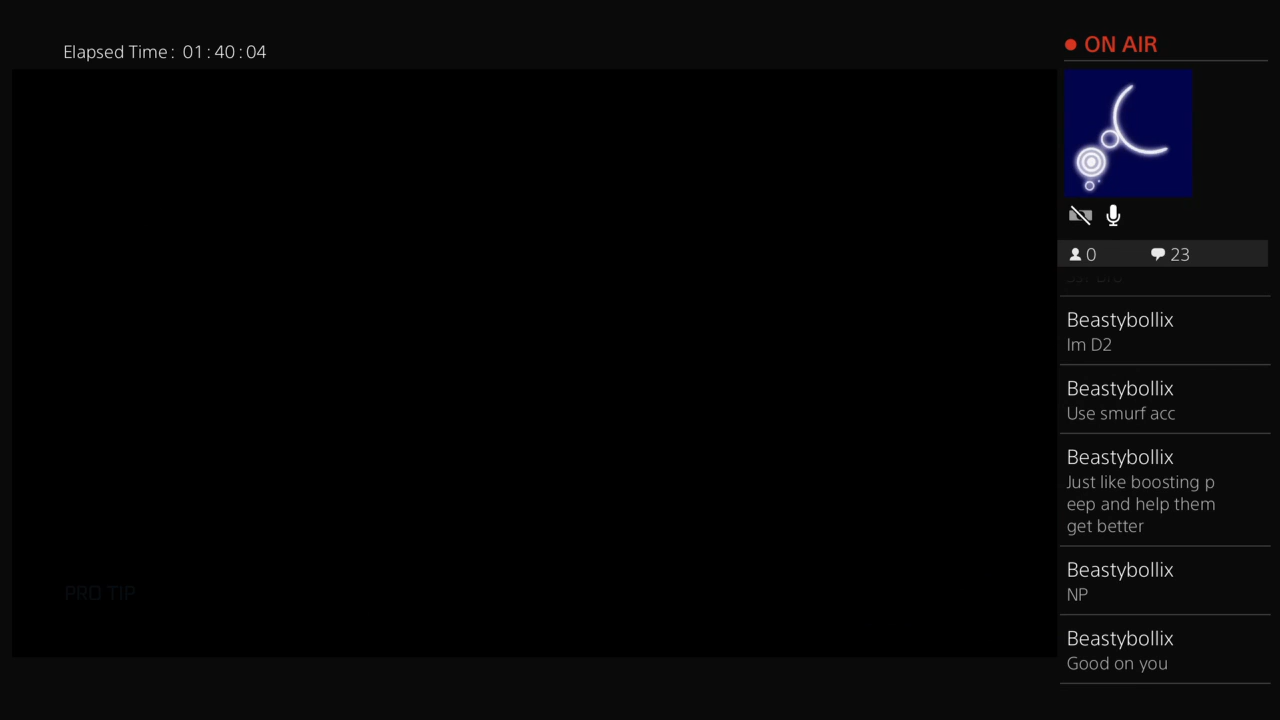 Elapsed Time: 01:40:04
ON AIR
0
23
Beastybollix
Im D2
Beastybollix
Use smurf acc
Beastybollix
Just like boosting p
eep and help them
get better
Beastybollix
NP
Beastybollix
Good on you
PRO TIP